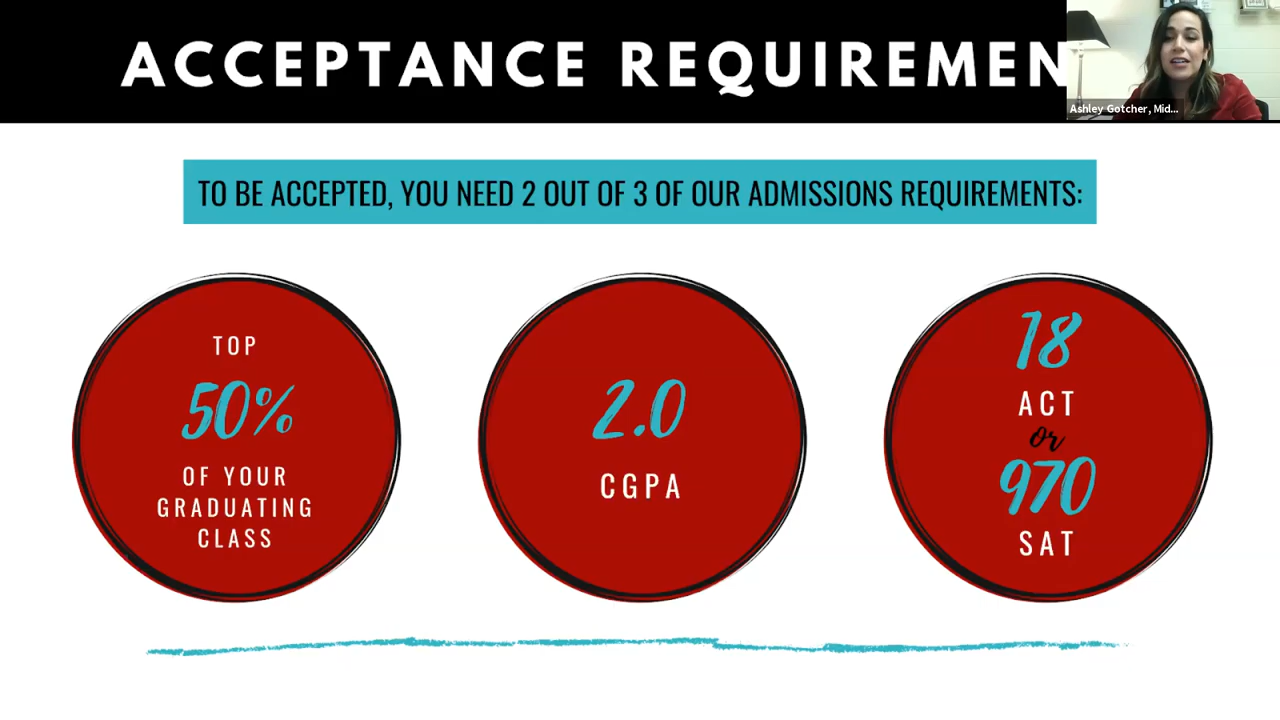 ACCEPTANCE REQUIREMEN
Ashley Gotcher, Mid...
TO BE ACCEPTED, YOU NEED 2 OUT OF 3 OF OUR ADMISSIONS REQUIREMENTS:
TOP
50%
OF YOUR
GRADUATING
CLASS
2.0
CGPA
18
ACT
or
970
SAT